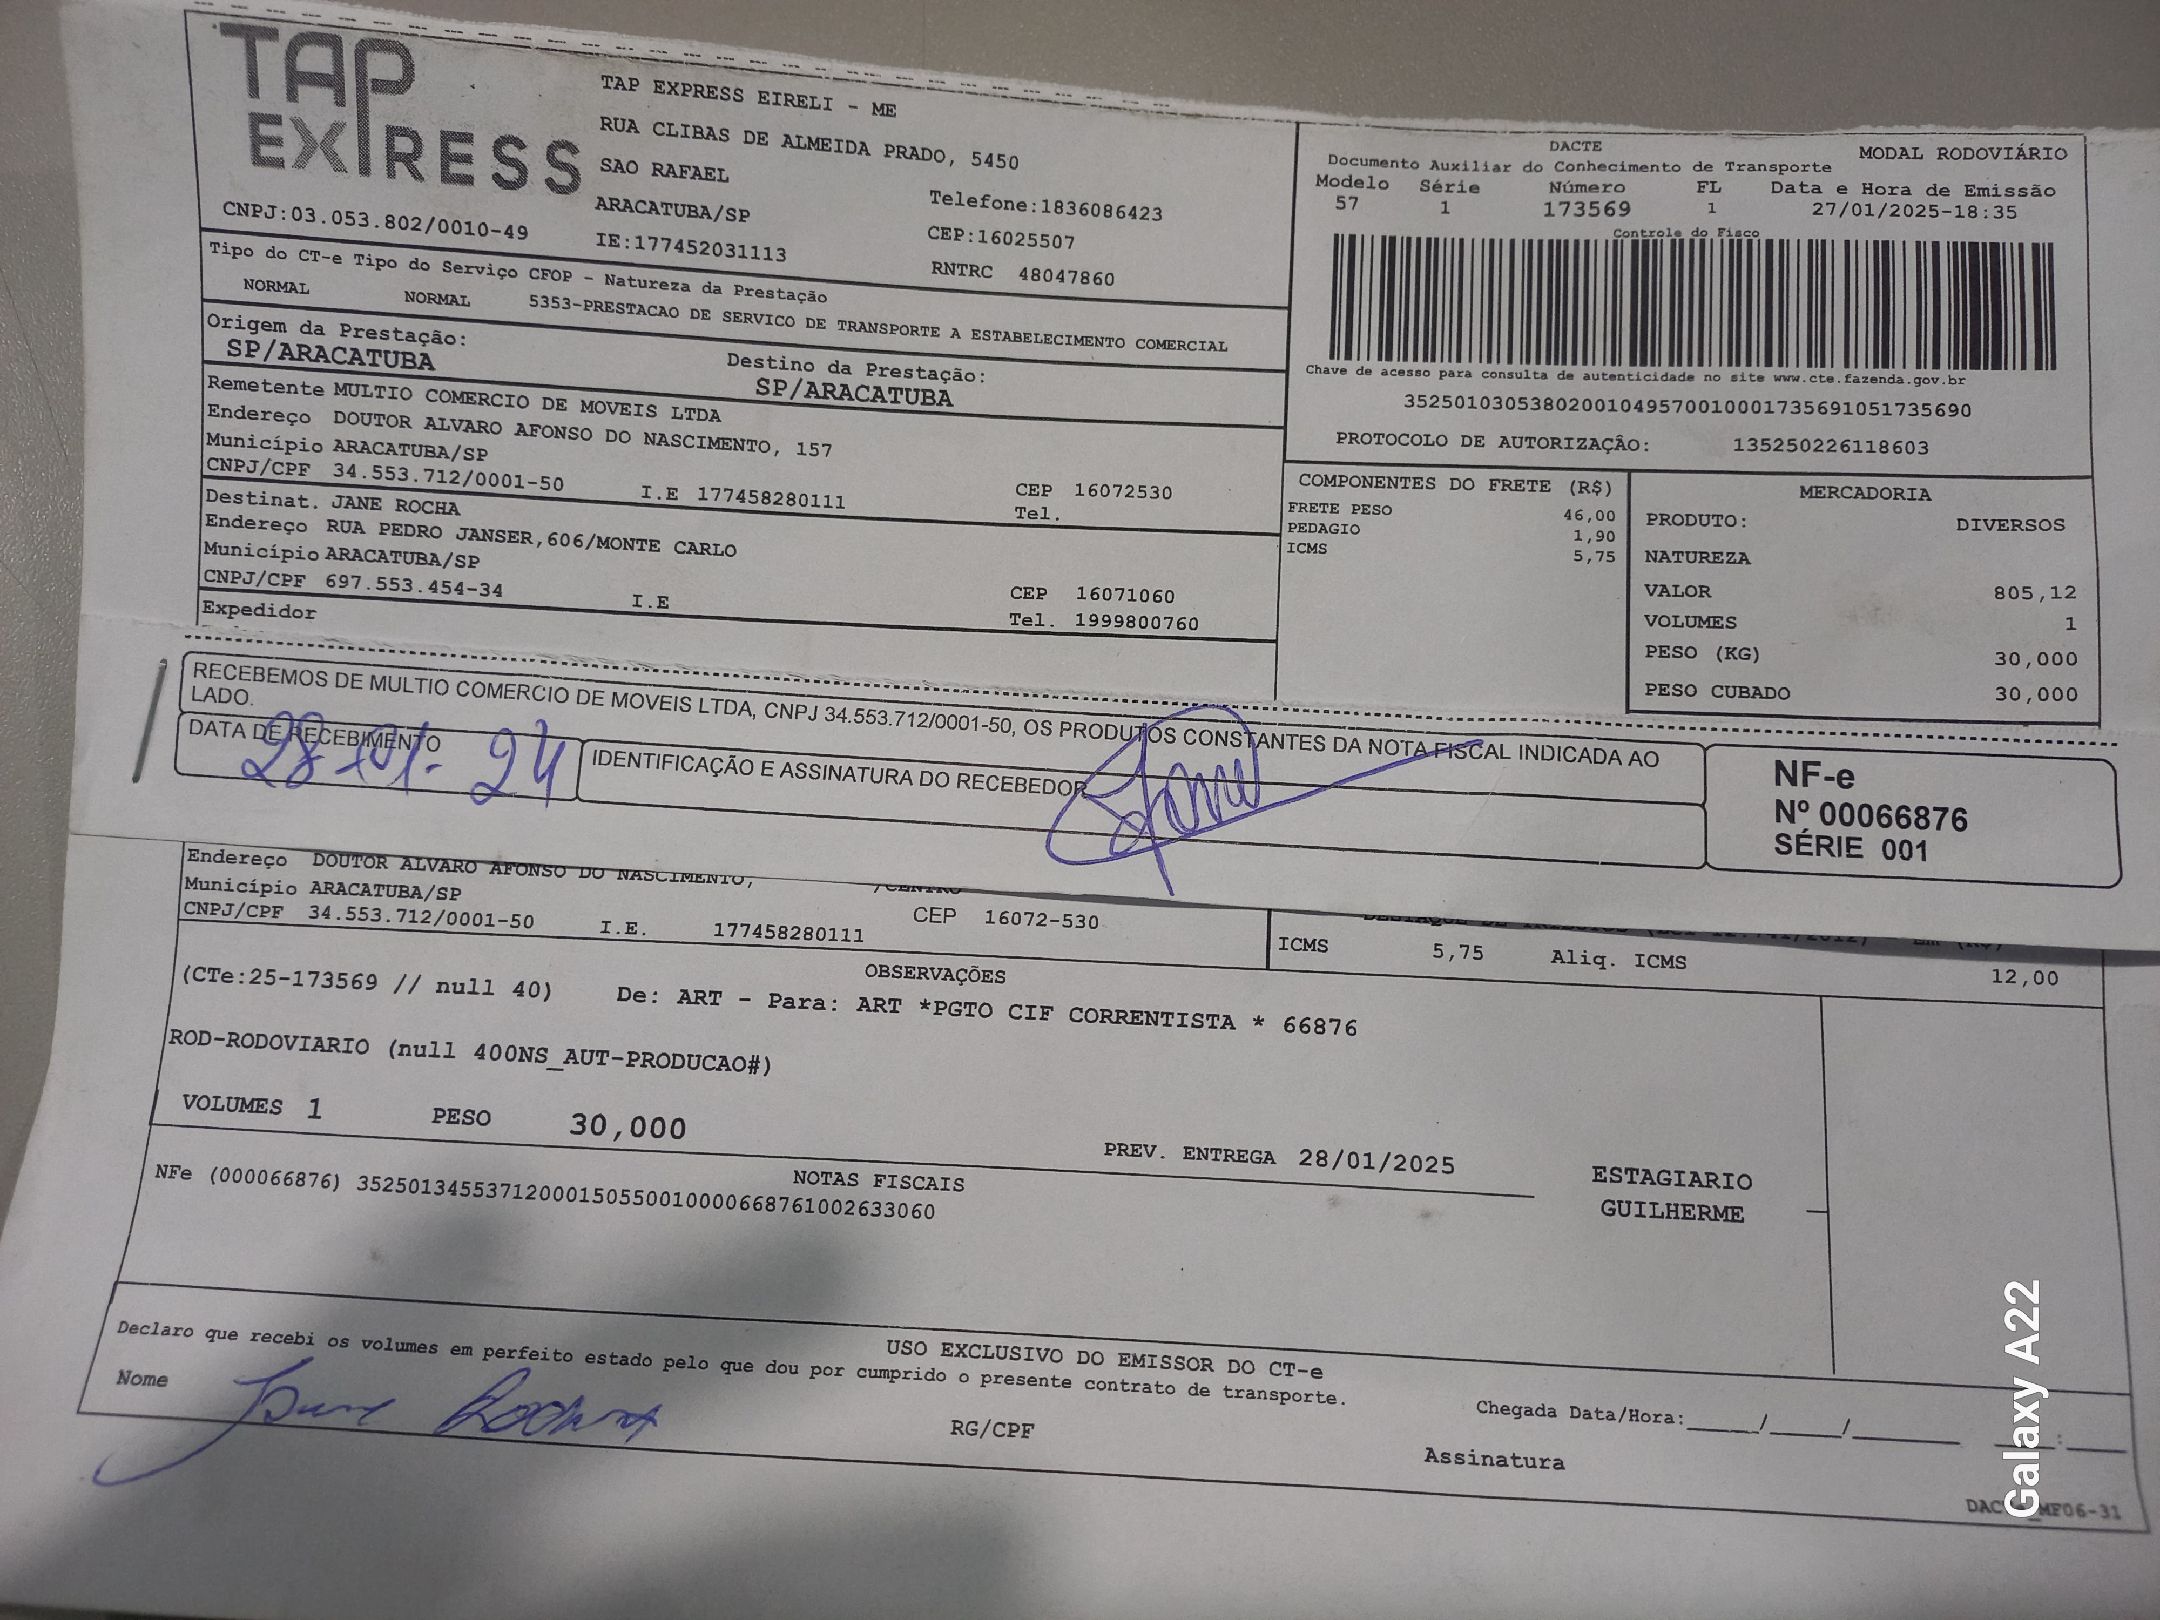 TAP
EXPRESS
CNPJ:03.053.802/0010-49
TAP EXPRESS EIRELI - ME
RUA CLIBAS DE ALMEIDA PRADO, 5450
SAO RAFAEL
ARACATUBA/SP
IE:177452031113
Telefone:1836086423
CEP:16025507
RNTRC 48047860
DACTE
MODAL RODOVIÁRIO
Documento Auxiliar do Conhecimento de Transporte
Modelo Série Número FL Data e Hora de Emissão
57 1 173569 1 27/01/2025-18:35
Controle do Fisco
Chave de acesso para consulta de autenticidade no site www.cte.fazenda.gov.br
35250103053802001049570010001735691051735690
PROTOCOLO DE AUTORIZAÇÃO: 135250226118603
Tipo do CT-e Tipo do Serviço CFOP - Natureza da Prestação
NORMAL NORMAL 5353-PRESTACAO DE SERVICO DE TRANSPORTE A ESTABELECIMENTO COMERCIAL
Origem da Prestação: Destino da Prestação:
SP/ARACATUBA SP/ARACATUBA
Remetente MULTIO COMERCIO DE MOVEIS LTDA
Endereço DOUTOR ALVARO AFONSO DO NASCIMENTO, 157
Município ARACATUBA/SP CEP 16072530
CNPJ/CPF 34.553.712/0001-50 I.E 177458280111 Tel.
Destinat. JANE ROCHA
Endereço RUA PEDRO JANSER,606/MONTE CARLO
Município ARACATUBA/SP CEP 16071060
CNPJ/CPF 697.553.454-34 I.E Tel. 1999800760
Expedidor
COMPONENTES DO FRETE (R$)
FRETE PESO 46,00
PEDAGIO 1,90
ICMS 5,75
MERCADORIA
PRODUTO: DIVERSOS
NATUREZA
VALOR 805,12
VOLUMES 1
PESO (KG) 30,000
PESO CUBADO 30,000
RECEBEMOS DE MULTIO COMERCIO DE MOVEIS LTDA, CNPJ 34.553.712/0001-50, OS PRODUTOS CONSTANTES DA NOTA FISCAL INDICADA AO
LADO.
DATA DE RECEBIMENTO
28-01-24
IDENTIFICAÇÃO E ASSINATURA DO RECEBEDOR
Jane
NF-e
Nº 00066876
SÉRIE 001
Endereço DOUTOR ALVARO AFONSO DO NASCIMENTO, /CENTRO
Município ARACATUBA/SP CEP 16072-530
CNPJ/CPF 34.553.712/0001-50 I.E. 177458280111
ICMS 5,75 Aliq. ICMS 12,00
OBSERVAÇÕES
(CTe:25-173569 // null 40) De: ART - Para: ART *PGTO CIF CORRENTISTA * 66876
ROD-RODOVIARIO (null 400NS_AUT-PRODUCAO#)
VOLUMES 1 PESO 30,000
PREV. ENTREGA 28/01/2025
ESTAGIARIO
GUILHERME
NOTAS FISCAIS
NFe (000066876) 35250134553712000150550010000668761002633060
USO EXCLUSIVO DO EMISSOR DO CT-e
Declaro que recebi os volumes em perfeito estado pelo que dou por cumprido o presente contrato de transporte.
Nome Jane Rocha
RG/CPF
Chegada Data/Hora:____/____/______ ____:____
Assinatura
Galaxy A22